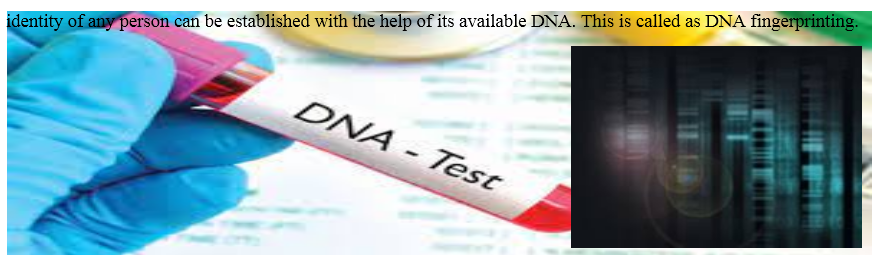 identity of any person can be established with the help of its available DNA. This is called as DNA fingerprinting.
DNA - Test